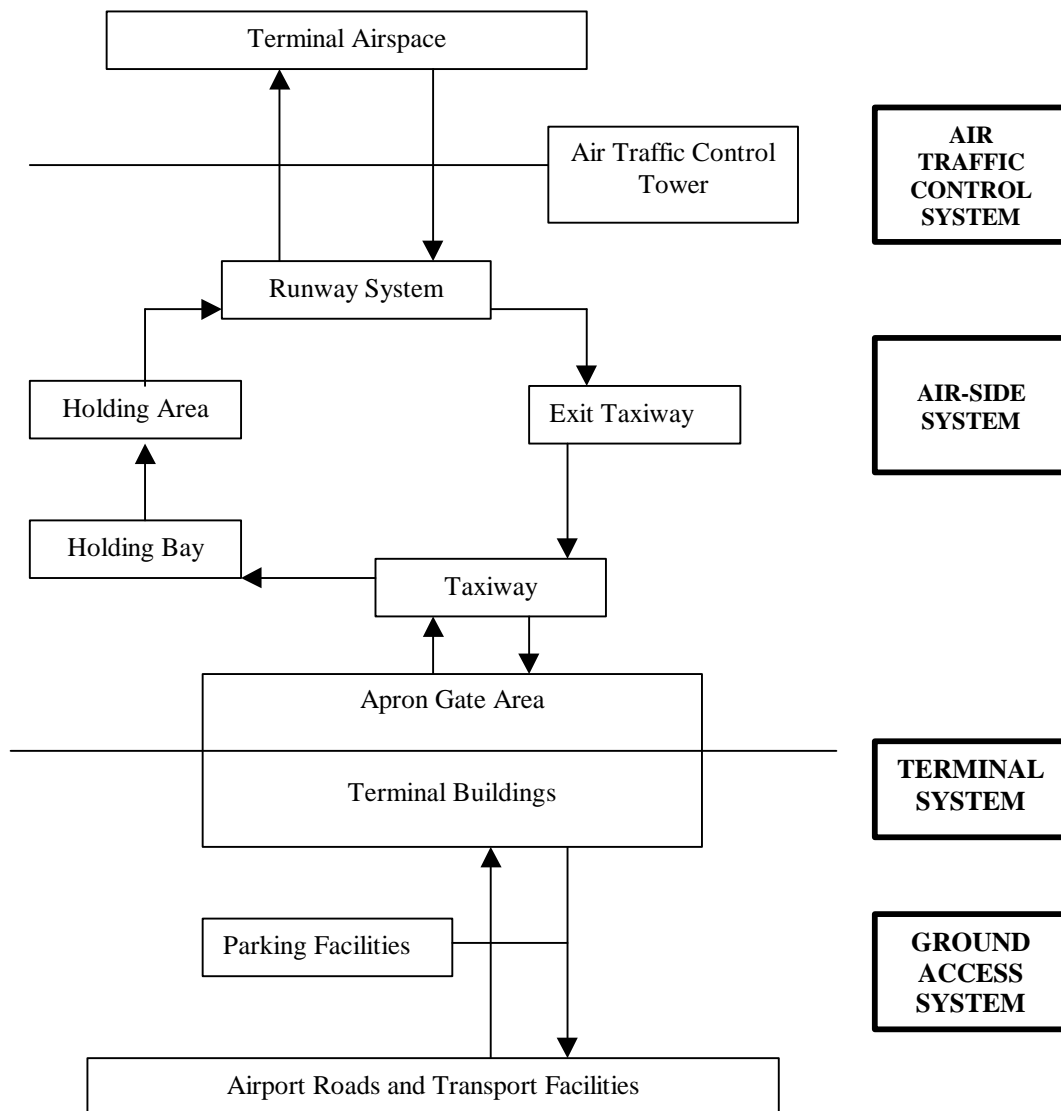 Terminal Airspace
Air Traffic Control
Tower
AIR
TRAFFIC
CONTROL
SYSTEM
Runway System
Holding Area
Exit Taxiway
AIR-SIDE
SYSTEM
Holding Bay
Taxiway
Apron Gate Area
Terminal Buildings
TERMINAL
SYSTEM
Parking Facilities
GROUND
ACCESS
SYSTEM
Airport Roads and Transport Facilities